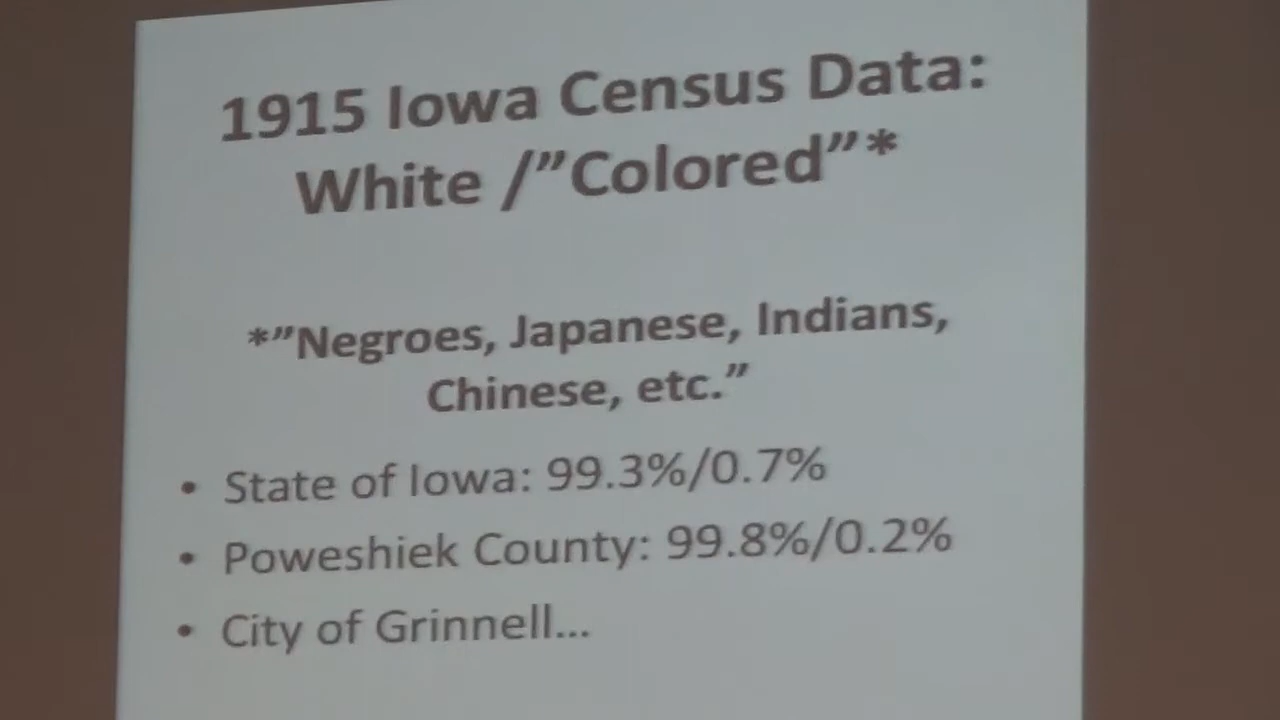 1915 Iowa Census Data:
White /”Colored”*
*”Negroes, Japanese, Indians,
Chinese, etc.”
• State of Iowa: 99.3%/0.7%
• Poweshiek County: 99.8%/0.2%
• City of Grinnell...